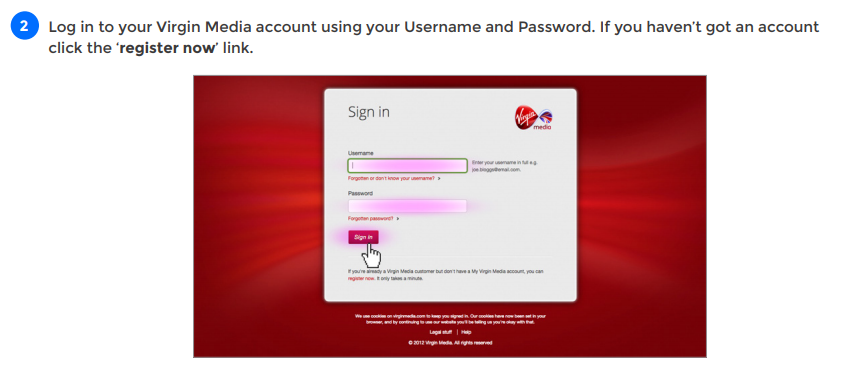 2
Log in to your Virgin Media account using your Username and Password. If you haven’t got an account
click the ‘register now’ link.
Sign in
Virgin
media
Username
Enter your username in full e.g.
joe.bloggs@email.com.
Forgotten or don't know your username?
Password
Forgotten password?
Sign in
If you're already a Virgin Media customer but don't have a My Virgin Media account, you can
register now. It only takes a minute.
We use cookies on virginmedia.com to keep you signed in. Our cookies have now been set in your
browser, and by continuing to use our website you'll be telling us you're okay with that.
Legal stuff | Help
© 2012 Virgin Media. All rights reserved